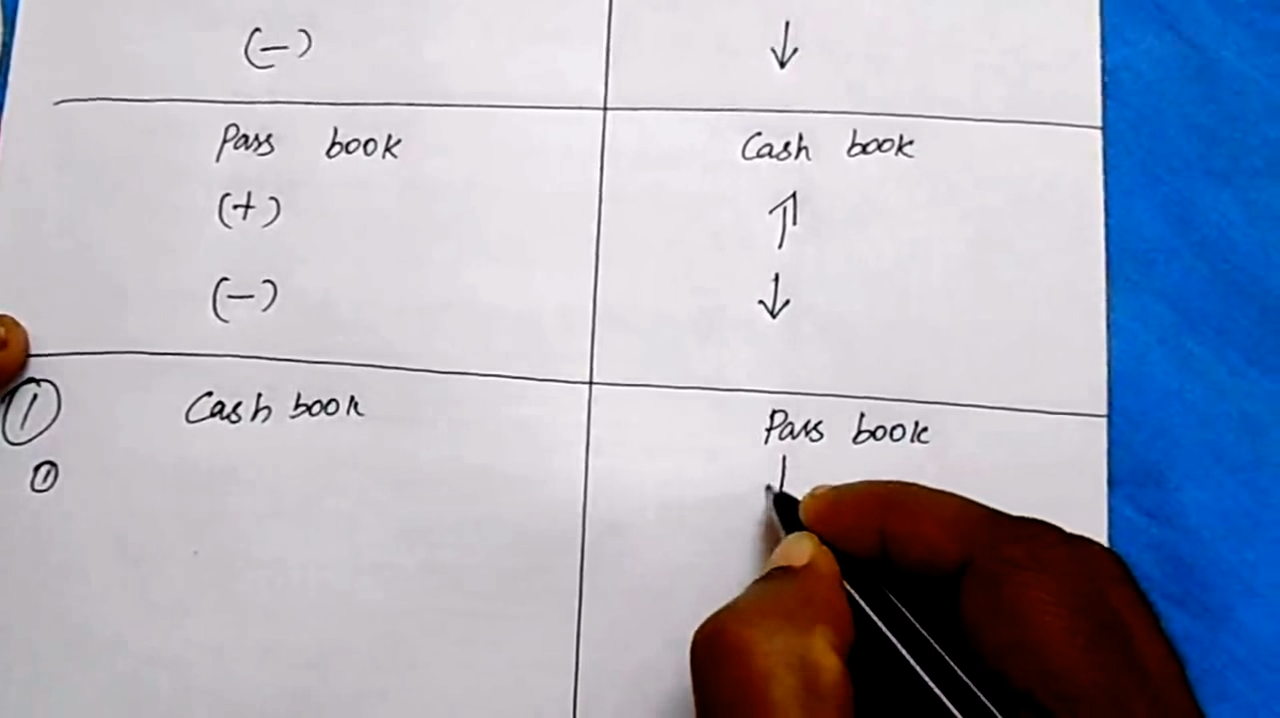 (-) ↓
Pass book Cash book
(+) ↑
(-) ↓
① Cash book Pass book
①